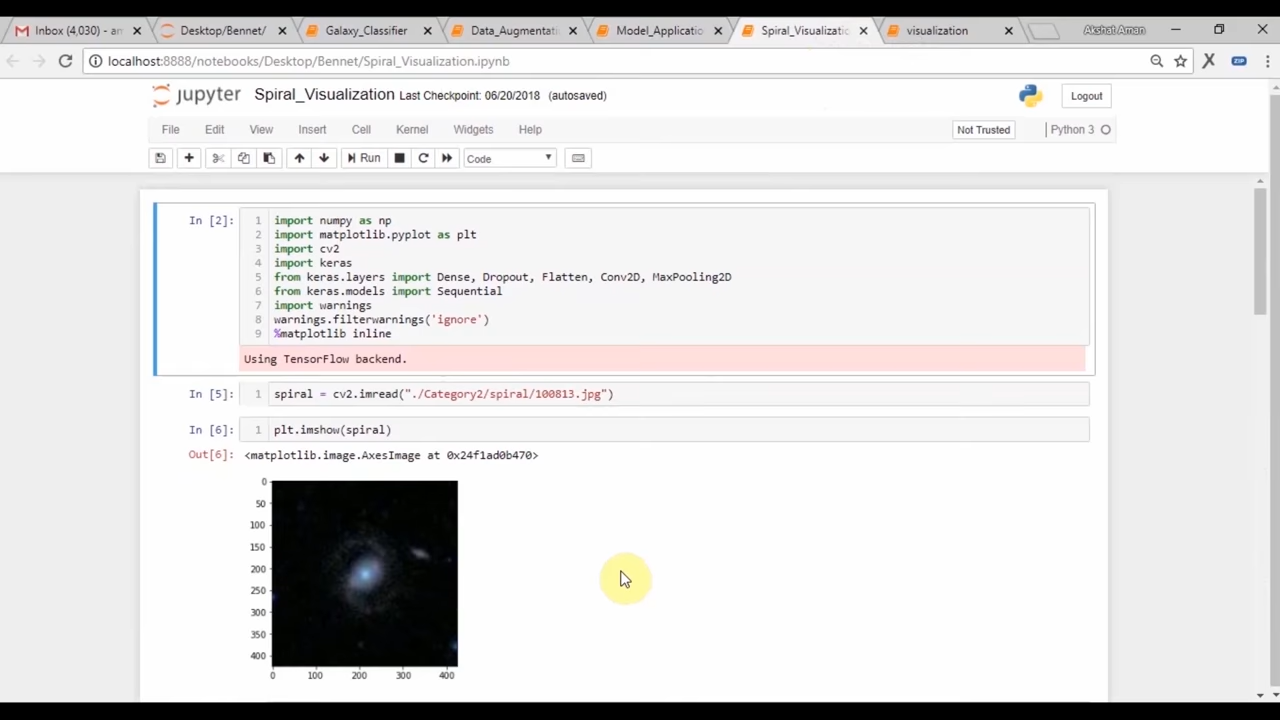 Inbox (4,030) - an
Desktop/Bennet/
Galaxy_Classifier
Data_Augmentat
Model_Applicatio
Spiral_Visualizatio
visualization
Akshat Aman
localhost:8888/notebooks/Desktop/Bennet/Spiral_Visualization.ipynb
ZIP
jupyter Spiral_Visualization Last Checkpoint: 06/20/2018 (autosaved)
Logout
File Edit View Insert Cell Kernel Widgets Help
Not Trusted
Python 3
Run
Code
In [2]:
1 import numpy as np
2 import matplotlib.pyplot as plt
3 import cv2
4 import keras
5 from keras.layers import Dense, Dropout, Flatten, Conv2D, MaxPooling2D
6 from keras.models import Sequential
7 import warnings
8 warnings.filterwarnings('ignore')
9 %matplotlib inline
Using TensorFlow backend.
In [5]: 1 spiral = cv2.imread("./Category2/spiral/100813.jpg")
In [6]: 1 plt.imshow(spiral)
Out[6]: <matplotlib.image.AxesImage at 0x24f1ad0b470>
0
50
100
150
200
250
300
350
400
0 100 200 300 400